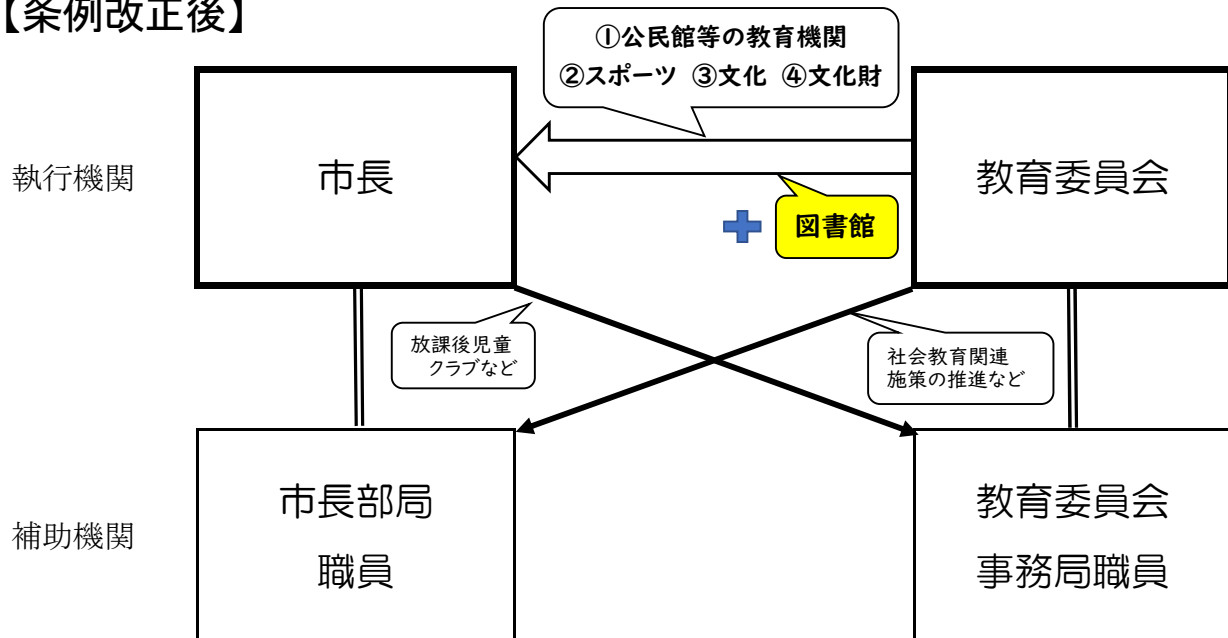 【条例改正後】
①公民館等の教育機関
②スポーツ ③文化 ④文化財
執行機関
市長
教育委員会
図書館
放課後児童
クラブなど
社会教育関連
施策の推進など
補助機関
市長部局
職員
教育委員会
事務局職員